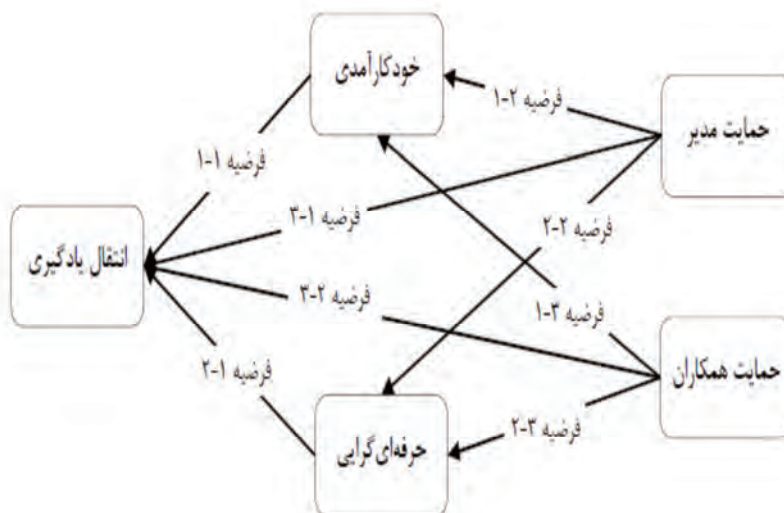 خودکارآمدی
فرضیه ۱-۲
حمایت مدیر
فرضیه ۱-۱
فرضیه ۳-۱
فرضیه ۲-۲
انتقال یادگیری
فرضیه ۳-۲
فرضیه ۱-۳
حمایت همکاران
فرضیه ۲-۱
فرضیه ۲-۳
حرفه‌ای‌گرایی